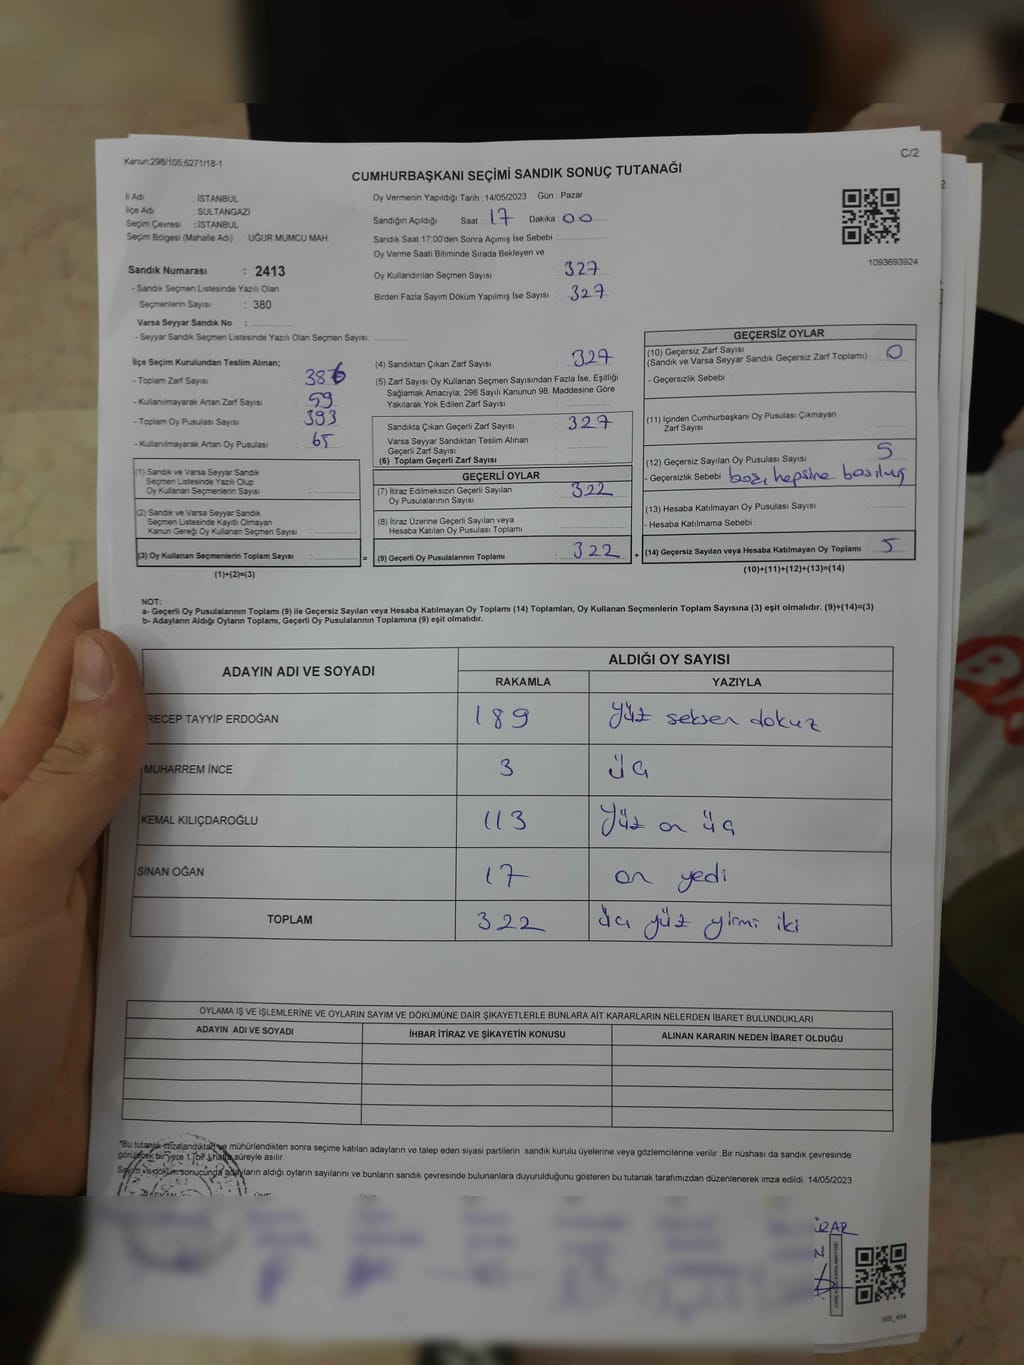 Kanun:298/105;6271/18-1
C/2
CUMHURBAŞKANI SEÇİMİ SANDIK SONUÇ TUTANAĞI
İl Adı : İSTANBUL
İlçe Adı : SULTANGAZİ
Seçim Çevresi : İSTANBUL
Seçim Bölgesi (Mahalle Adı) : UĞUR MUMCU MAH.
Oy Vermenin Yapıldığı Tarih :14/05/2023 Gün : Pazar
Sandığın Açıldığı Saat :17 Dakika :00
Sandık Saat 17:00'den Sonra Açımış İse Sebebi :
Oy Verme Saati Bitiminde Sırada Bekleyen ve
Oy Kullandırılan Seçmen Sayısı : 327
Birden Fazla Sayım Döküm Yapılmış İse Sayısı : 327
1093693924
Sandık Numarası : 2413
- Sandık Seçmen Listesinde Yazılı Olan
Seçmenlerin Sayısı : 380
Varsa Seyyar Sandık No :
- Seyyar Sandık Seçmen Listesinde Yazılı Olan Seçmen Sayısı:
İlçe Seçim Kurulundan Teslim Alınan;
- Toplam Zarf Sayısı : 386
- Kullanılmayarak Artan Zarf Sayısı : 59
- Toplam Oy Pusulası Sayısı : 393
- Kullanılmayarak Artan Oy Pusulası : 65
(1) Sandık ve Varsa Seyyar Sandık
Seçmen Listesinde Yazılı Olup
Oy Kullanan Seçmenlerin Sayısı :
(2) Sandık ve Varsa Seyyar Sandık
Seçmen Listesinde Kayıtlı Olmayan
Kanun Gereği Oy Kullanan Seçmen Sayısı :
(3) Oy Kullanan Seçmenlerin Toplam Sayısı :
(1)+(2)=(3)
(4) Sandıktan Çıkan Zarf Sayısı : 327
(5) Zarf Sayısı Oy Kullanan Seçmen Sayısından Fazla İse, Eşitliği
Sağlamak Amacıyla; 298 Sayılı Kanunun 98. Maddesine Göre
Yakılarak Yok Edilen Zarf Sayısı :
Sandıkta Çıkan Geçerli Zarf Sayısı : 327
Varsa Seyyar Sandıktan Teslim Alınan
Geçerli Zarf Sayısı :
(6) Toplam Geçerli Zarf Sayısı :
GEÇERLİ OYLAR
(7) İtiraz Edilmeksizin Geçerli Sayılan
Oy Pusulalarının Sayısı : 322
(8) İtiraz Üzerine Geçerli Sayılan veya
Hesaba Katılan Oy Pusulası Toplamı :
= (9) Geçerli Oy Pusulalarının Toplamı : 322 +
GEÇERSİZ OYLAR
(10) Geçersiz Zarf Sayısı
(Sandık ve Varsa Seyyar Sandık Geçersiz Zarf Toplamı) : 0
- Geçersizlik Sebebi :
(11) İçinden Cumhurbaşkanı Oy Pusulası Çıkmayan
Zarf Sayısı :
(12) Geçersiz Sayılan Oy Pusulası Sayısı : 5
- Geçersizlik Sebebi : boş, hepsine basılmış
(13) Hesaba Katılmayan Oy Pusulası Sayısı :
- Hesaba Katılmama Sebebi :
(14) Geçersiz Sayılan veya Hesaba Katılmayan Oy Toplamı : 5
(10)+(11)+(12)+(13)=(14)
NOT:
a- Geçerli Oy Pusulalarının Toplamı (9) ile Geçersiz Sayılan veya Hesaba Katılmayan Oy Toplamı (14) Toplamları, Oy Kullanan Seçmenlerin Toplam Sayısına (3) eşit olmalıdır. (9)+(14)=(3)
b- Adayların Aldığı Oyların Toplamı, Geçerli Oy Pusulalarının Toplamına (9) eşit olmalıdır.
ADAYIN ADI VE SOYADI
ALDIĞI OY SAYISI
RAKAMLA YAZIYLA
RECEP TAYYİP ERDOĞAN 189 Yüz seksen dokuz
MUHARREM İNCE 3 üç
KEMAL KILIÇDAROĞLU 113 Yüz on üç
SİNAN OĞAN 17 on yedi
TOPLAM 322 üç yüz yirmi iki
OYLAMA İŞ VE İŞLEMLERİNE VE OYLARIN SAYIM VE DÖKÜMÜNE DAİR ŞİKAYETLERLE BUNLARA AİT KARARLARIN NELERDEN İBARET BULUNDUKLARI
ADAYIN ADI VE SOYADI İHBAR İTİRAZ VE ŞİKAYETİN KONUSU ALINAN KARARIN NEDEN İBARET OLDUĞU
*Bu tutanak imzalandıktan ve mühürlendikten sonra seçime katılan adayların ve talep eden siyasi partilerin sandık kurulu üyelerine veya gözlemcilerine verilir .Bir nüshası da sandık çevresinde
görülecek bir yere 1 (bir) hafta süreyle asılır.
Sayım ve döküm sonucunda adayların aldığı oyların sayılarını ve bunların sandık çevresinde bulunanlara duyurulduğunu gösteren bu tutanak tarafımızdan düzenlenerek imza edildi. 14/05/2023